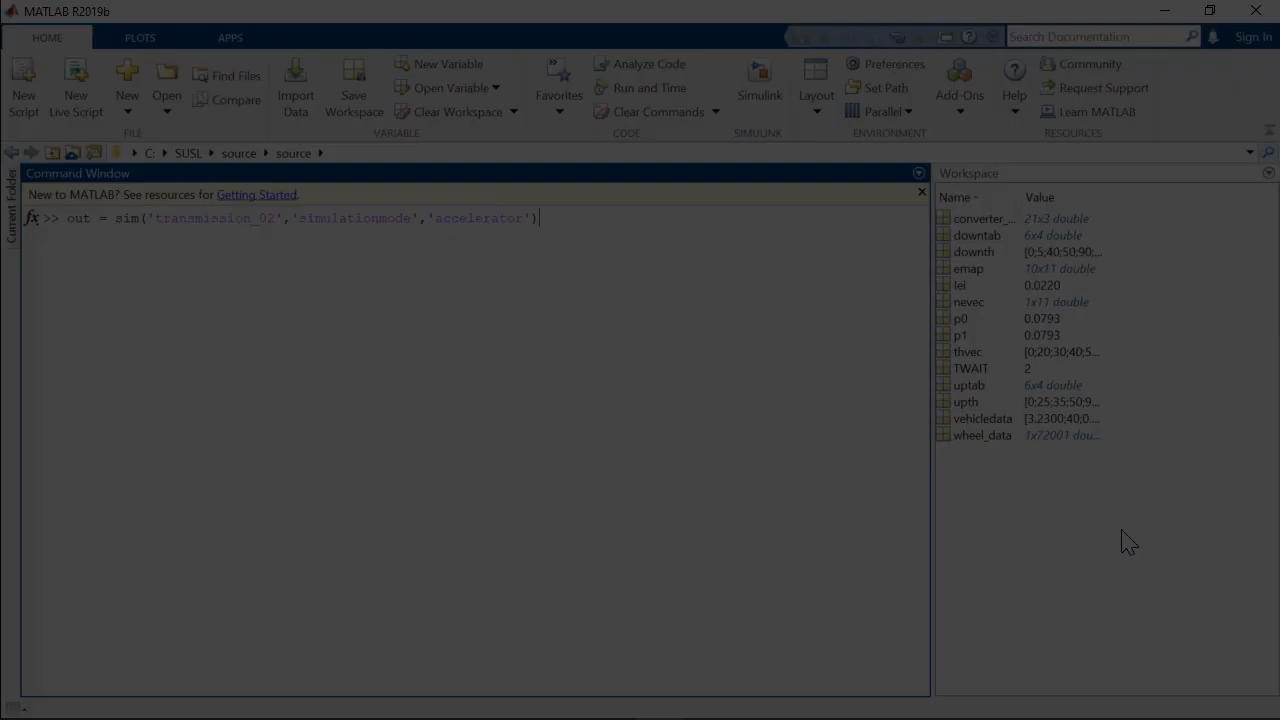 MATLAB R2019b
HOME PLOTS APPS Search Documentation Sign In
New Script
New Live Script
New
Open
Find Files
Compare
FILE
Import Data
Save Workspace
New Variable
Open Variable
Clear Workspace
VARIABLE
Favorites
Analyze Code
Run and Time
Clear Commands
CODE
Simulink
SIMULINK
Layout
Preferences
Set Path
Parallel
ENVIRONMENT
Add-Ons
Help
Community
Request Support
Learn MATLAB
RESOURCES
C: SUSL source source
Current Folder
Command Window
New to MATLAB? See resources for Getting Started.
fx >> out = sim('transmission_02','simulationmode','accelerator')
Workspace
Name Value
converter_... 21x3 double
downtab 6x4 double
downth [0;5;40;50;90;...
emap 10x11 double
Iei 0.0220
nevec 1x11 double
p0 0.0793
p1 0.0793
thvec [0;20;30;40;5...
TWAIT 2
uptab 6x4 double
upth [0;25;35;50;9...
vehicledata [3.2300;40;0....
wheel_data 1x72001 dou...